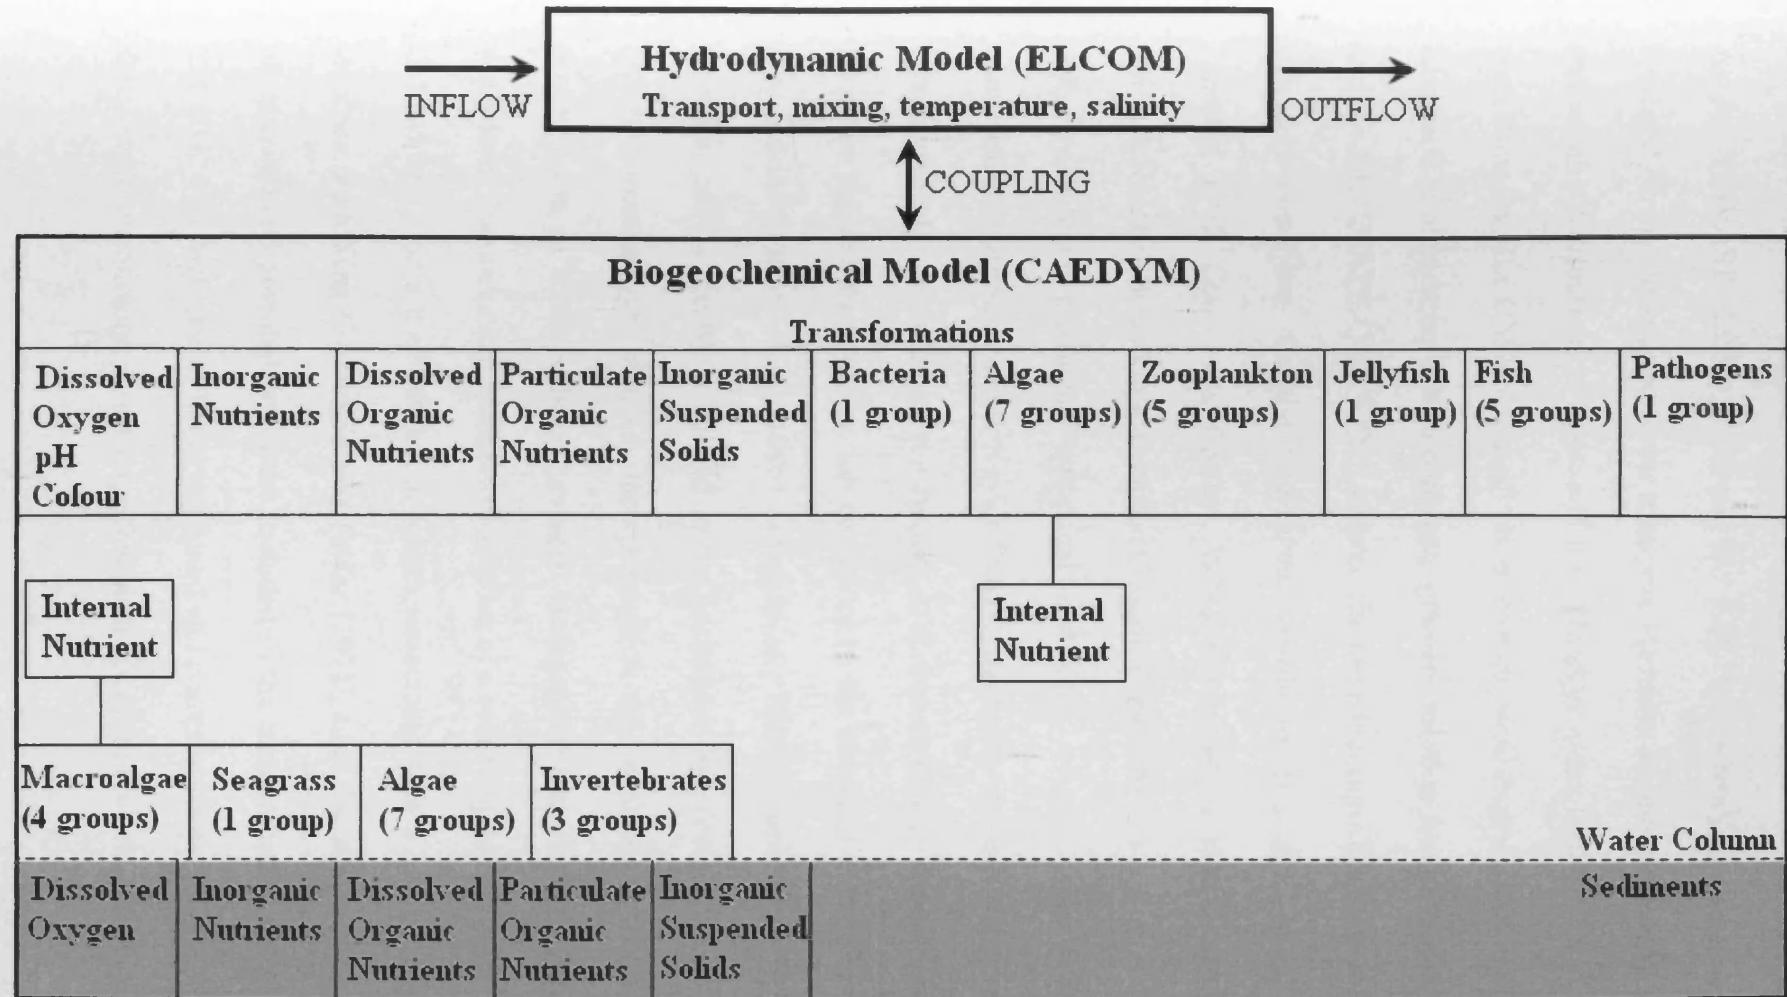 Hydrodynamic Model (ELCOM)
Transport, mixing, temperature, salinity
INFLOW
OUTFLOW
COUPLING
Biogeochemical Model (CAEDYM)
Transformations
Dissolved
Oxygen
pH
Colour
Inorganic
Nutrients
Dissolved
Organic
Nutrients
Particulate
Organic
Nutrients
Inorganic
Suspended
Solids
Bacteria
(1 group)
Algae
(7 groups)
Zooplankton
(5 groups)
Jellyfish
(1 group)
Fish
(5 groups)
Pathogens
(1 group)
Internal
Nutrient
Internal
Nutrient
Macroalgae
(4 groups)
Seagrass
(1 group)
Algae
(7 groups)
Invertebrates
(3 groups)
Water Column
Sediments
Dissolved
Oxygen
Inorganic
Nutrients
Dissolved
Organic
Nutrients
Particulate
Organic
Nutrients
Inorganic
Suspended
Solids